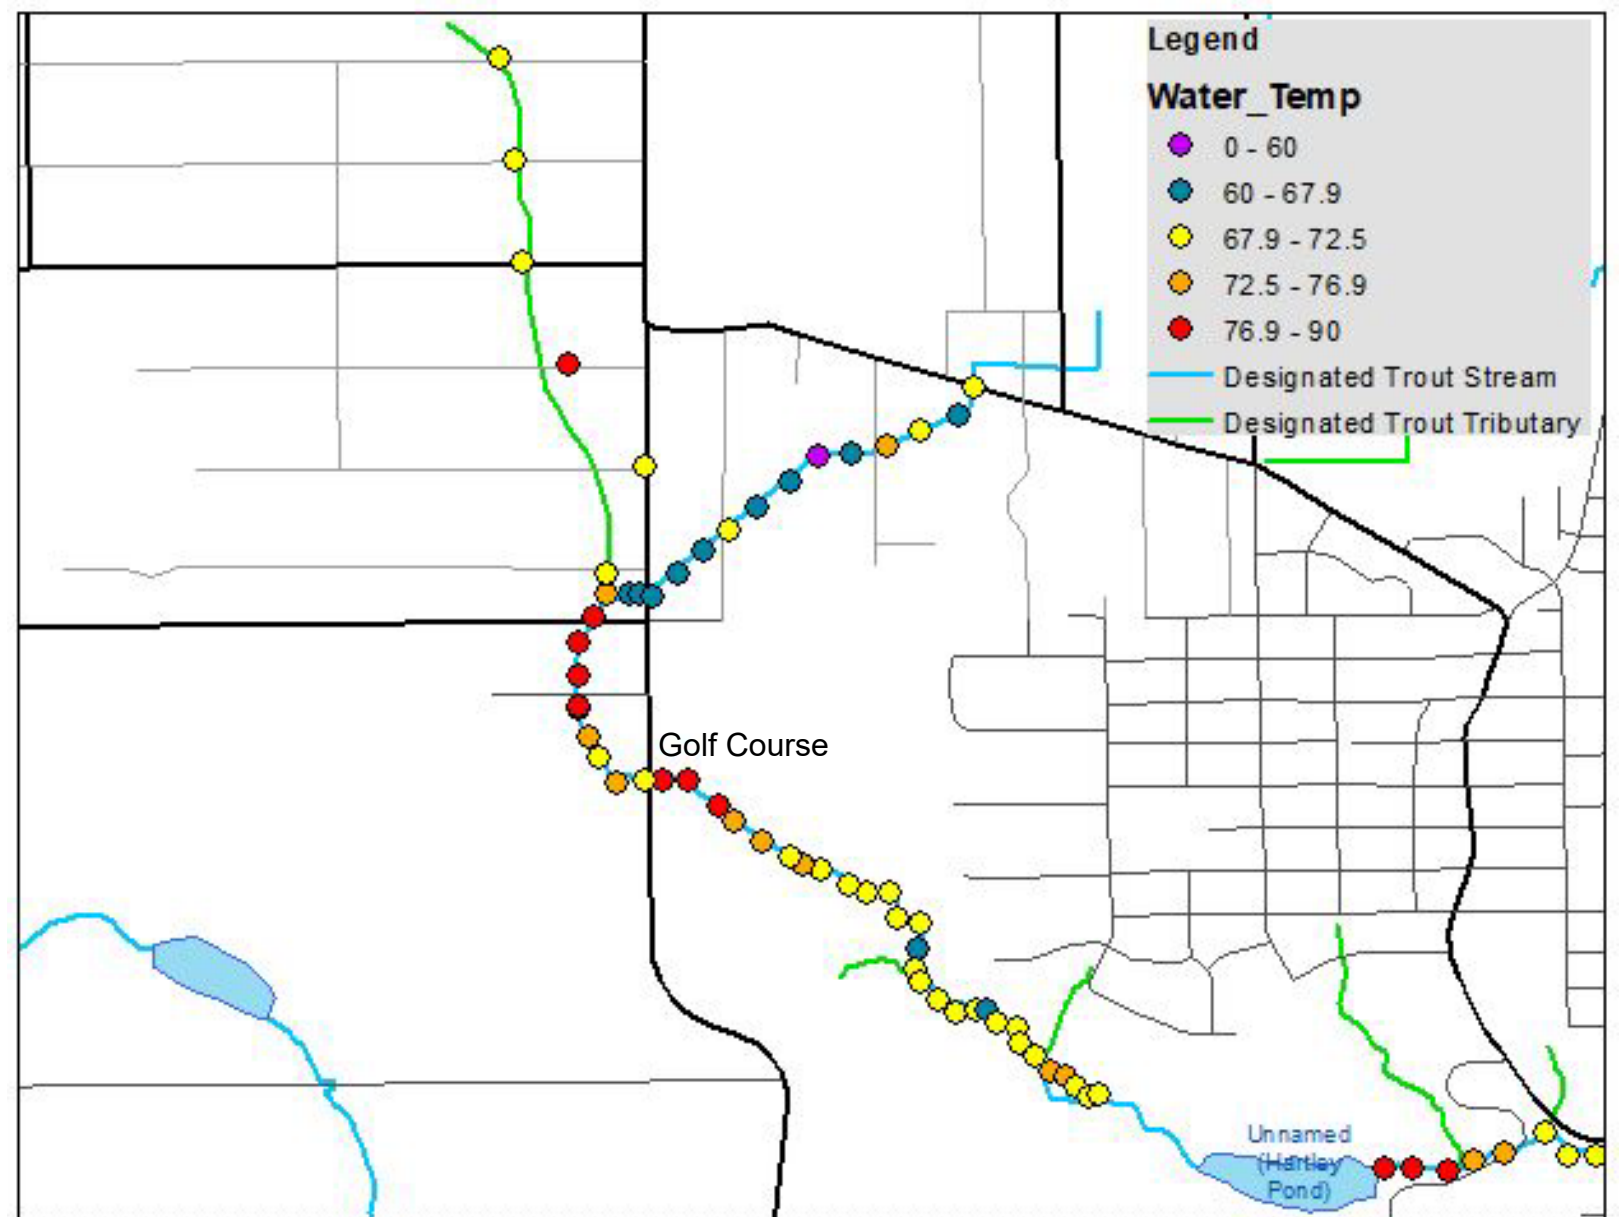 Legend
Water_Temp
0 - 60
60 - 67.9
67.9 - 72.5
72.5 - 76.9
76.9 - 90
Designated Trout Stream
Designated Trout Tributary
Golf Course
Unnamed
(Hartley
Pond)